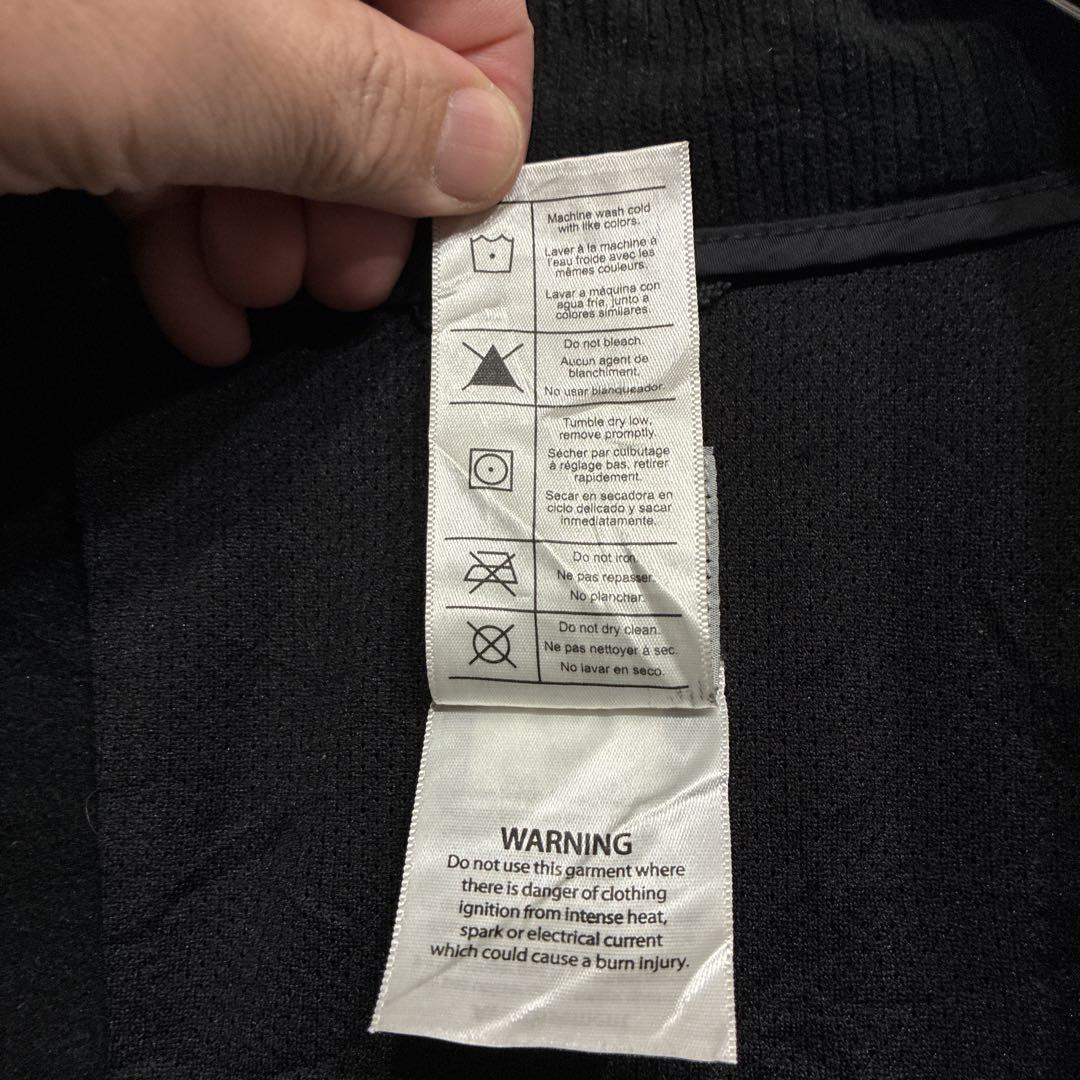 Machine wash cold
with like colors.
Laver à la machine à
l'eau froide avec les
mêmes couleurs.
Lavar a máquina con
agua fria, junto a
colores similares.
Do not bleach.
Aucun agent de
blanchiment.
No usar blanqueador.
Tumble dry low,
remove promptly.
Sécher par culbutage
à réglage bas, retirer
rapidement.
Secar en secadora en
ciclo delicado y sacar
inmediatamente.
Do not iron.
Ne pas repasser.
No planchar.
Do not dry clean.
Ne pas nettoyer à sec.
No lavar en seco.
WARNING
Do not use this garment where
there is danger of clothing
ignition from intense heat,
spark or electrical current
which could cause a burn injury.